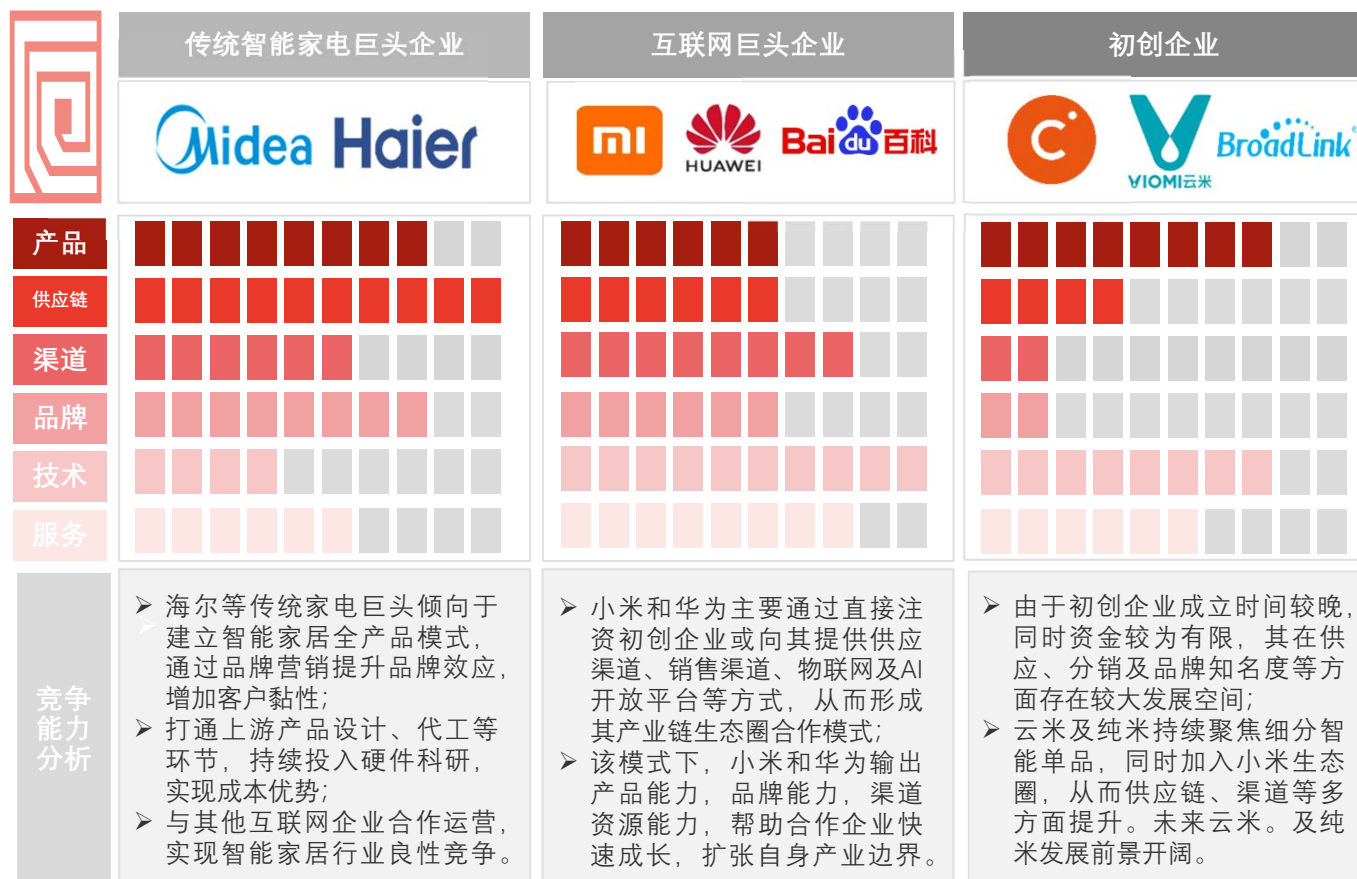 传统智能家电巨头企业
互联网巨头企业
初创企业
Midea Haier
mi
HUAWEI
Baidu百科
C
VIOMI云米
BroadLink
产品
供应链
渠道
品牌
技术
服务
竞争
能力
分析
➢ 海尔等传统家电巨头倾向于
建立智能家居全产品模式，
通过品牌营销提升品牌效应，
增加客户黏性；
➢ 打通上游产品设计、代工等
环节，持续投入硬件科研，
实现成本优势；
➢ 与其他互联网企业合作运营，
实现智能家居行业良性竞争。
➢ 小米和华为主要通过直接注
资初创企业或向其提供供应
渠道、销售渠道、物联网及AI
开放平台等方式，从而形成
其产业链生态圈合作模式；
➢ 该模式下，小米和华为输出
产品能力，品牌能力，渠道
资源能力，帮助合作企业快
速成长，扩张自身产业边界。
➢ 由于初创企业成立时间较晚，
同时资金较为有限，其在供
应、分销及品牌知名度等方
面存在较大发展空间；
➢ 云米及纯米持续聚焦细分智
能单品，同时加入小米生态
圈，从而供应链、渠道等多
方面提升。未来云米。及纯
米发展前景开阔。